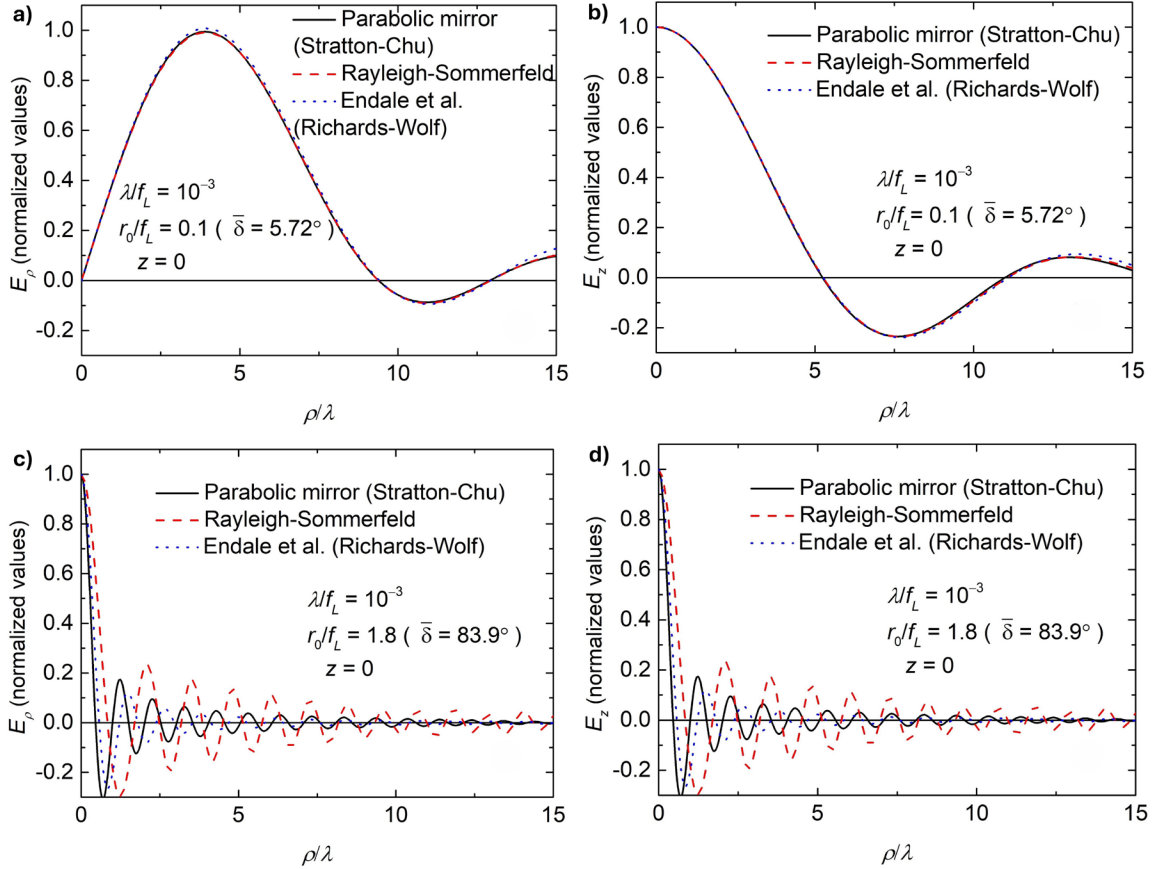 a)
E_ρ (normalized values)
1.0
0.8
0.6
0.4
0.2
0.0
-0.2
Parabolic mirror
(Stratton-Chu)
Rayleigh-Sommerfeld
Endale et al.
(Richards-Wolf)
λ/f_L = 10⁻³
r₀/f_L = 0.1 ( δ̅ = 5.72°)
z = 0
0 5 10 15
ρ/λ
b)
E_z (normalized values)
1.0
0.8
0.6
0.4
0.2
0.0
-0.2
Parabolic mirror (Stratton-Chu)
Rayleigh-Sommerfeld
Endale et al. (Richards-Wolf)
λ/f_L = 10⁻³
r₀/f_L = 0.1 ( δ̅ = 5.72°)
z = 0
0 5 10 15
ρ/λ
c)
E_ρ (normalized values)
1.0
0.8
0.6
0.4
0.2
0.0
-0.2
Parabolic mirror (Stratton-Chu)
Rayleigh-Sommerfeld
Endale et al. (Richards-Wolf)
λ/f_L = 10⁻³
r₀/f_L = 1.8 ( δ̅ = 83.9°)
z = 0
0 5 10 15
ρ/λ
d)
E_z (normalized values)
1.0
0.8
0.6
0.4
0.2
0.0
-0.2
Parabolic mirror (Stratton-Chu)
Rayleigh-Sommerfeld
Endale et al. (Richards-Wolf)
λ/f_L = 10⁻³
r₀/f_L = 1.8 ( δ̅ = 83.9°)
z = 0
0 5 10 15
ρ/λ